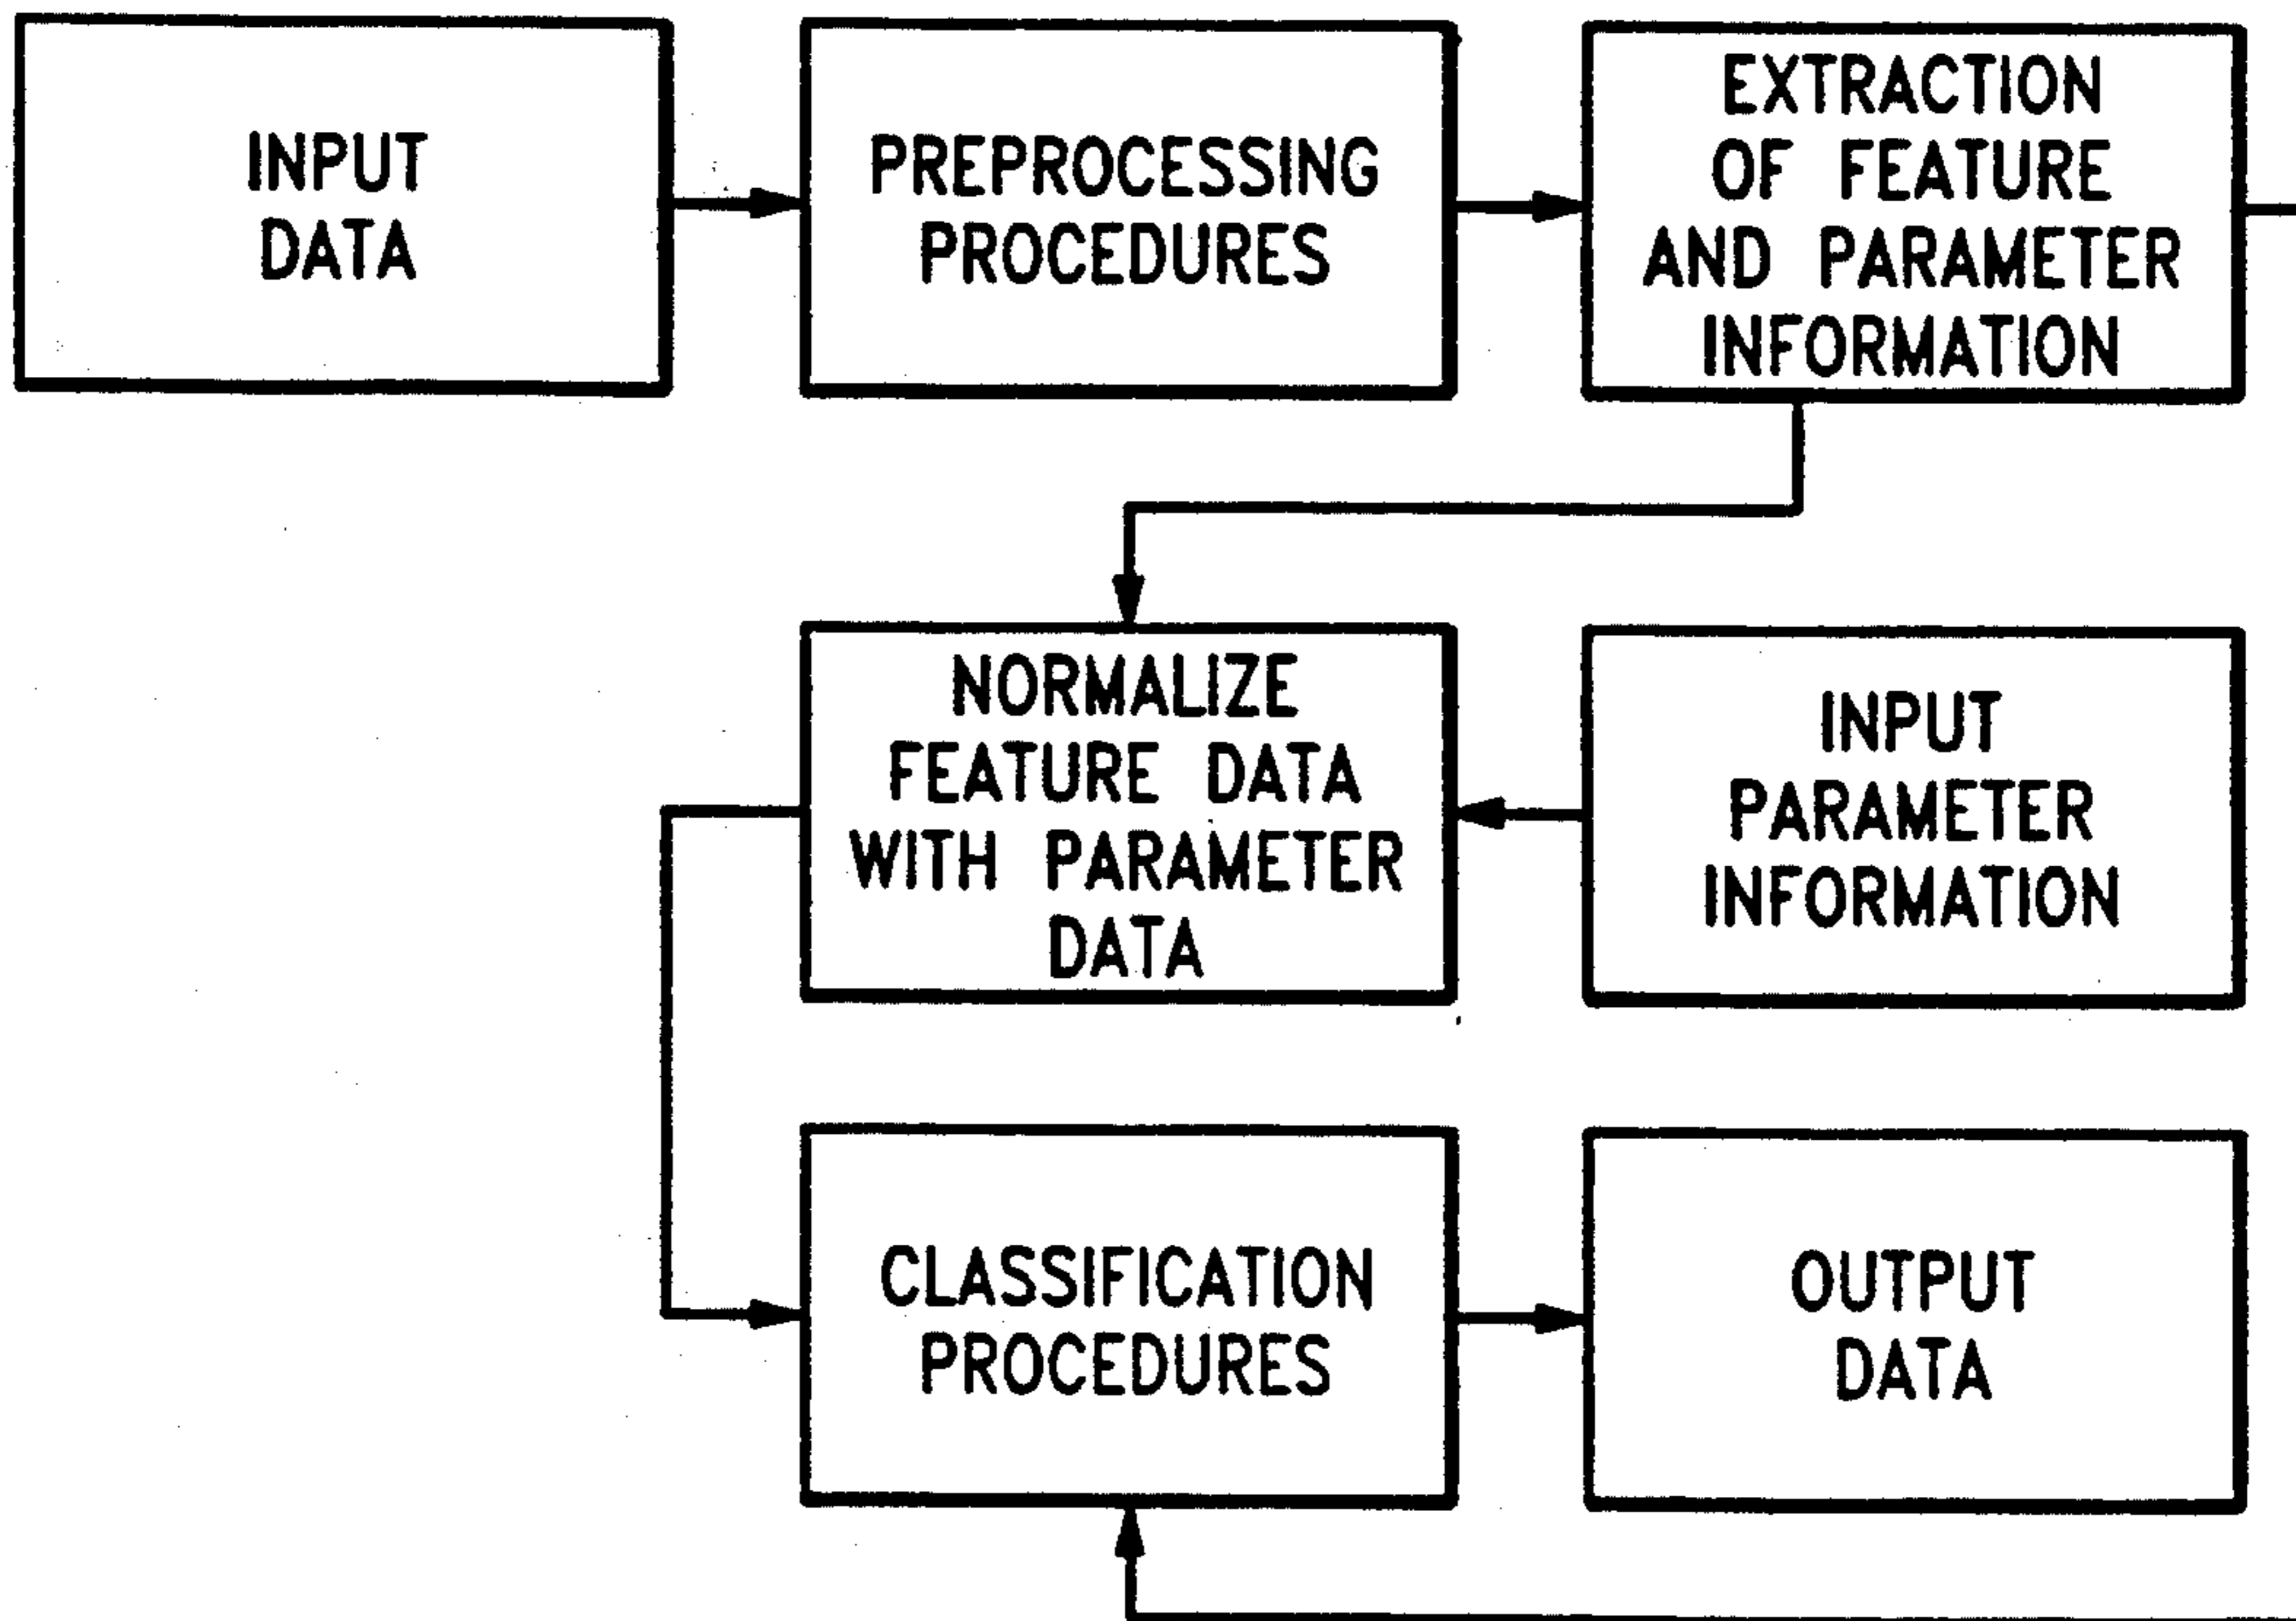 INPUT
DATA
PREPROCESSING
PROCEDURES
EXTRACTION
OF FEATURE
AND PARAMETER
INFORMATION
NORMALIZE
FEATURE DATA
WITH PARAMETER
DATA
INPUT
PARAMETER
INFORMATION
CLASSIFICATION
PROCEDURES
OUTPUT
DATA